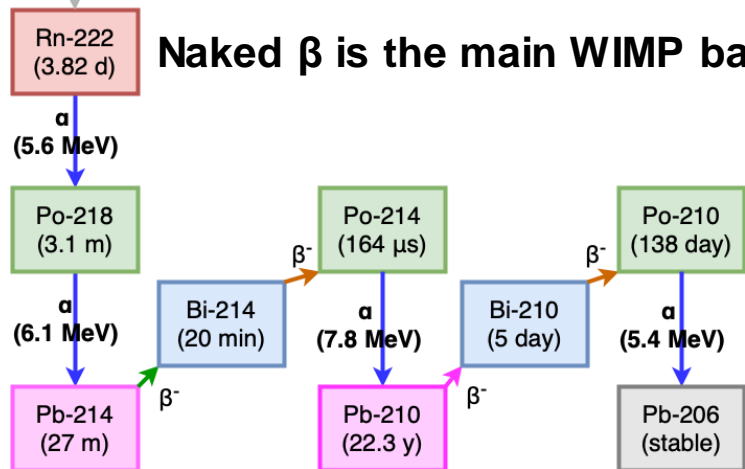 Rn-222
(3.82 d)
Naked β is the main WIMP
α
(5.6 MeV)
Po-218
(3.1 m)
Po-214
(164 µs)
Po-210
(138 day)
β-
β-
Bi-214
(20 min)
Bi-210
(5 day)
α
(6.1 MeV)
α
(7.8 MeV)
α
(5.4 MeV)
β-
β-
Pb-214
(27 m)
Pb-210
(22.3 y)
Pb-206
(stable)